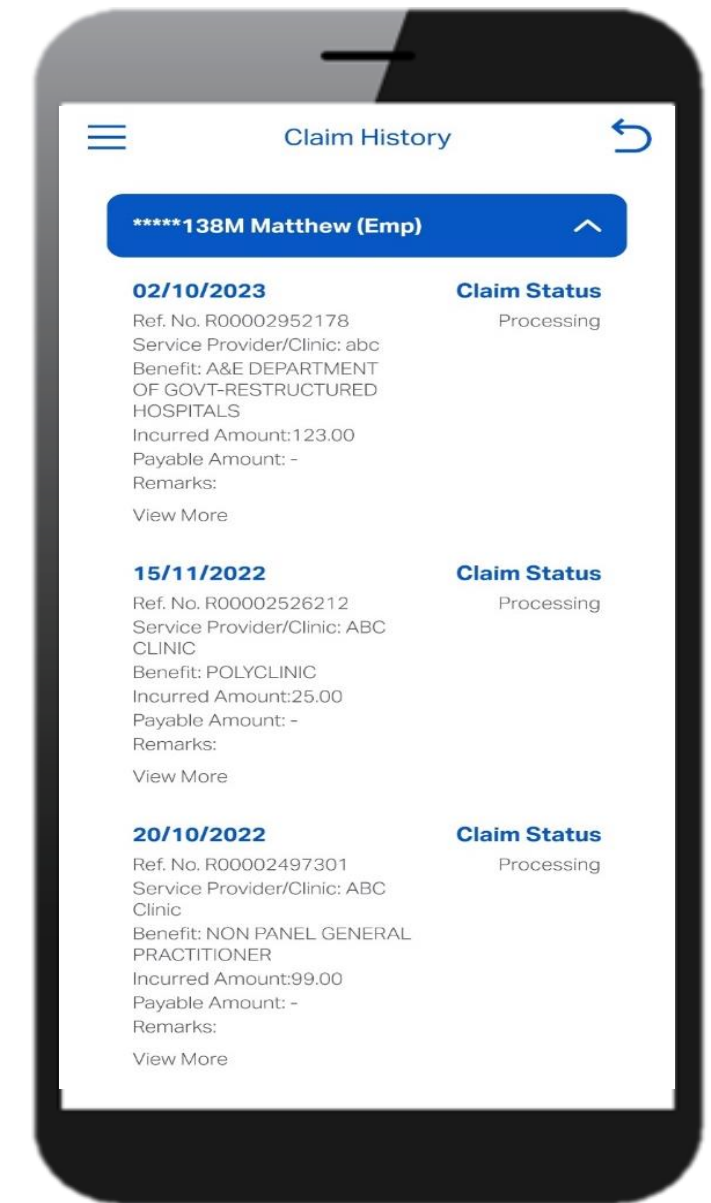 Claim History
*****138M Matthew (Emp)
02/10/2023
Claim Status
Ref. No. R00002952178
Processing
Service Provider/Clinic: abc
Benefit: A&E DEPARTMENT
OF GOVT-RESTRUCTURED
HOSPITALS
Incurred Amount:123.00
Payable Amount: -
Remarks:
View More
15/11/2022
Claim Status
Ref. No. R00002526212
Processing
Service Provider/Clinic: ABC
CLINIC
Benefit: POLYCLINIC
Incurred Amount:25.00
Payable Amount: -
Remarks:
View More
20/10/2022
Claim Status
Ref. No. R00002497301
Processing
Service Provider/Clinic: ABC
Clinic
Benefit: NON PANEL GENERAL
PRACTITIONER
Incurred Amount:99.00
Payable Amount: -
Remarks:
View More